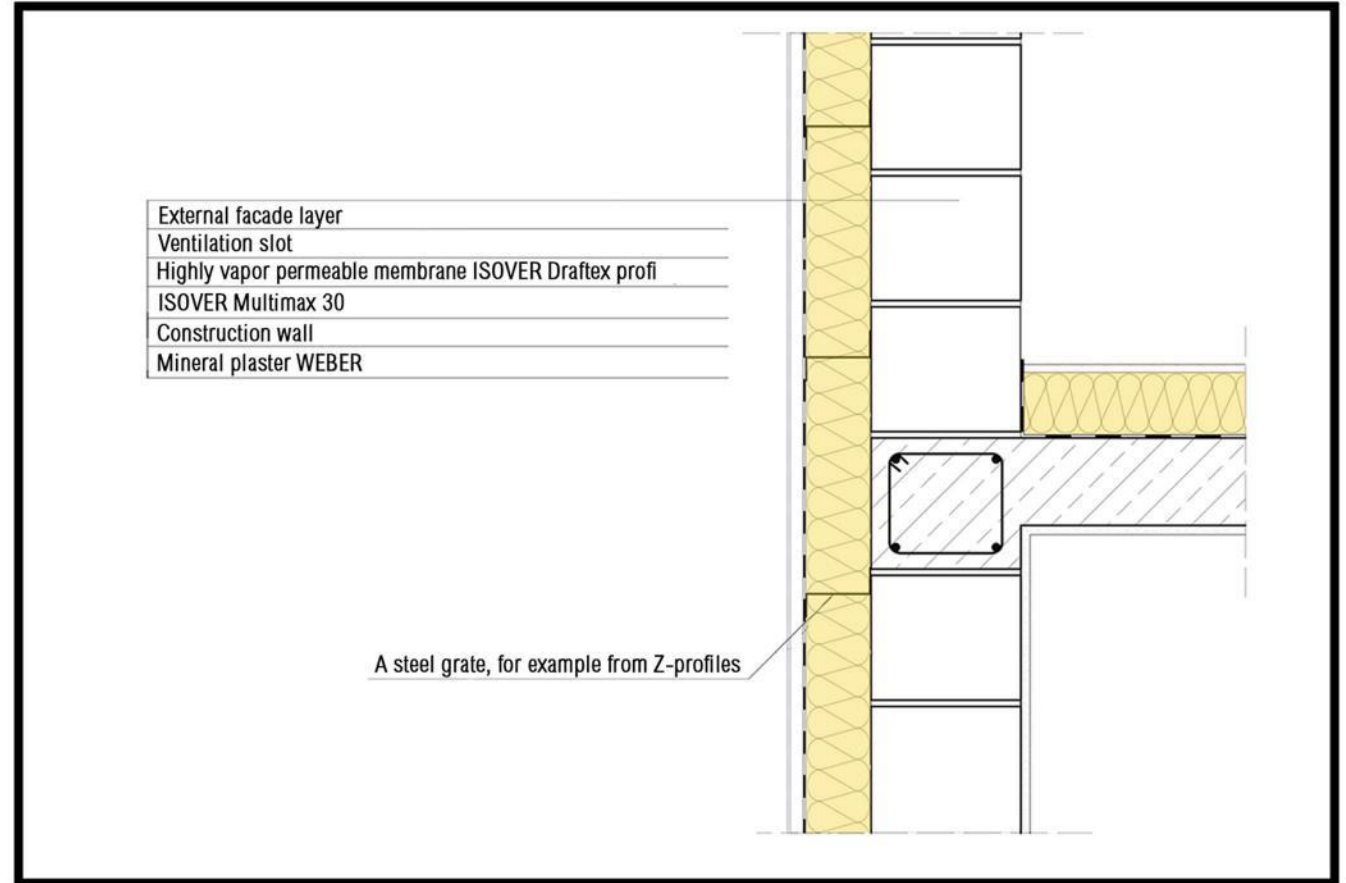 External facade layer
Ventilation slot
Highly vapor permeable membrane ISOVER Draftex profi
ISOVER Multimax 30
Construction wall
Mineral plaster WEBER
A steel grate, for example from Z-profiles